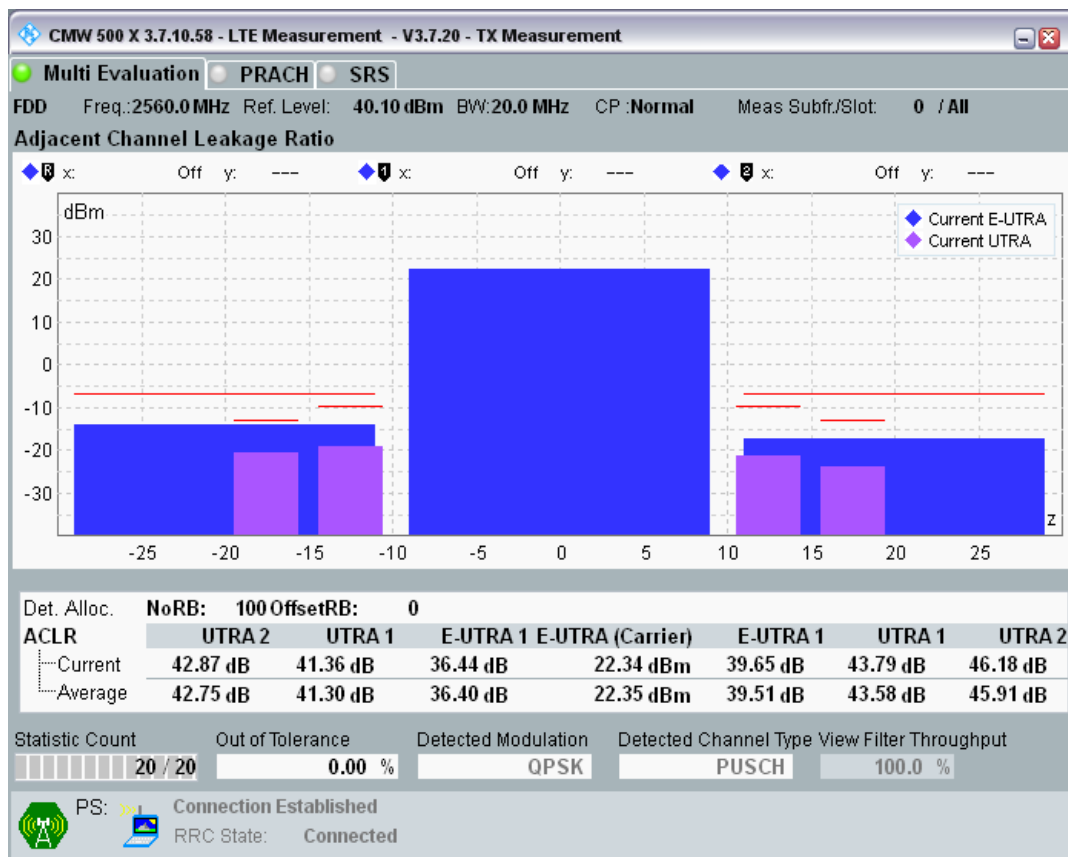 CMW 500 X 3.7.10.58 - LTE Measurement - V3.7.20 - TX Measurement
Multi Evaluation PRACH SRS
FDD Freq.:2560.0 MHz Ref. Level: 40.10 dBm BW:20.0 MHz CP :Normal Meas Subfr./Slot: 0 / All
Adjacent Channel Leakage Ratio
R x: Off y: --- 1 x: Off y: --- 2 x: Off y: ---
dBm
Current E-UTRA
Current UTRA
30
20
10
0
-10
-20
-30
z
-25 -20 -15 -10 -5 0 5 10 15 20 25
Det. Alloc. NoRB: 100 OffsetRB: 0
ACLR UTRA 2 UTRA 1 E-UTRA 1 E-UTRA (Carrier) E-UTRA 1 UTRA 1 UTRA 2
Current 42.87 dB 41.36 dB 36.44 dB 22.34 dBm 39.65 dB 43.79 dB 46.18 dB
Average 42.75 dB 41.30 dB 36.40 dB 22.35 dBm 39.51 dB 43.58 dB 45.91 dB
Statistic Count Out of Tolerance Detected Modulation Detected Channel Type View Filter Throughput
20 / 20 0.00 % QPSK PUSCH 100.0 %
PS: Connection Established
RRC State: Connected